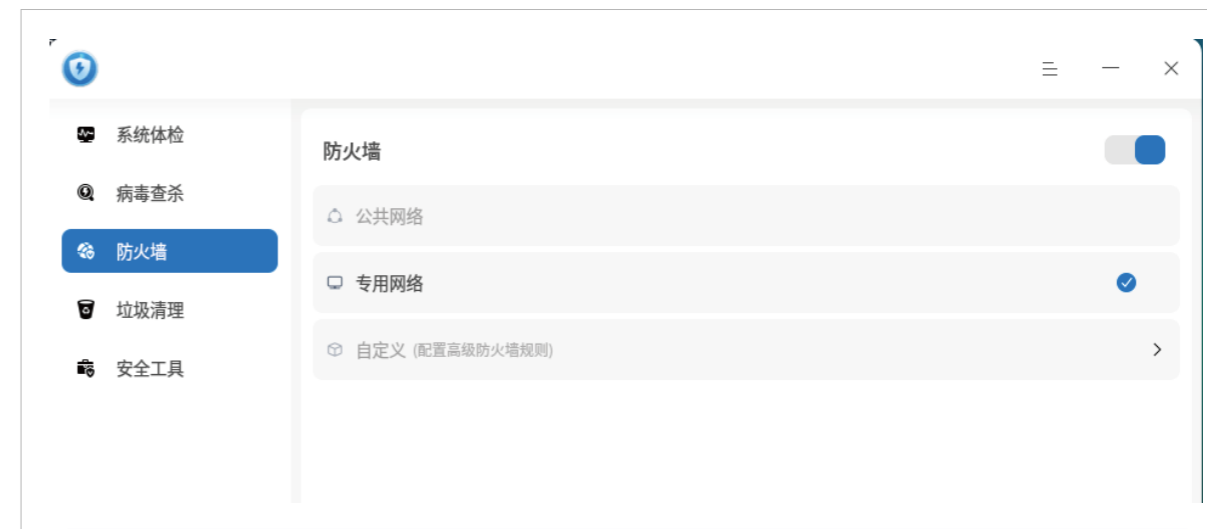 系统体检
病毒查杀
防火墙
垃圾清理
安全工具
防火墙
公共网络
专用网络
自定义 (配置高级防火墙规则)